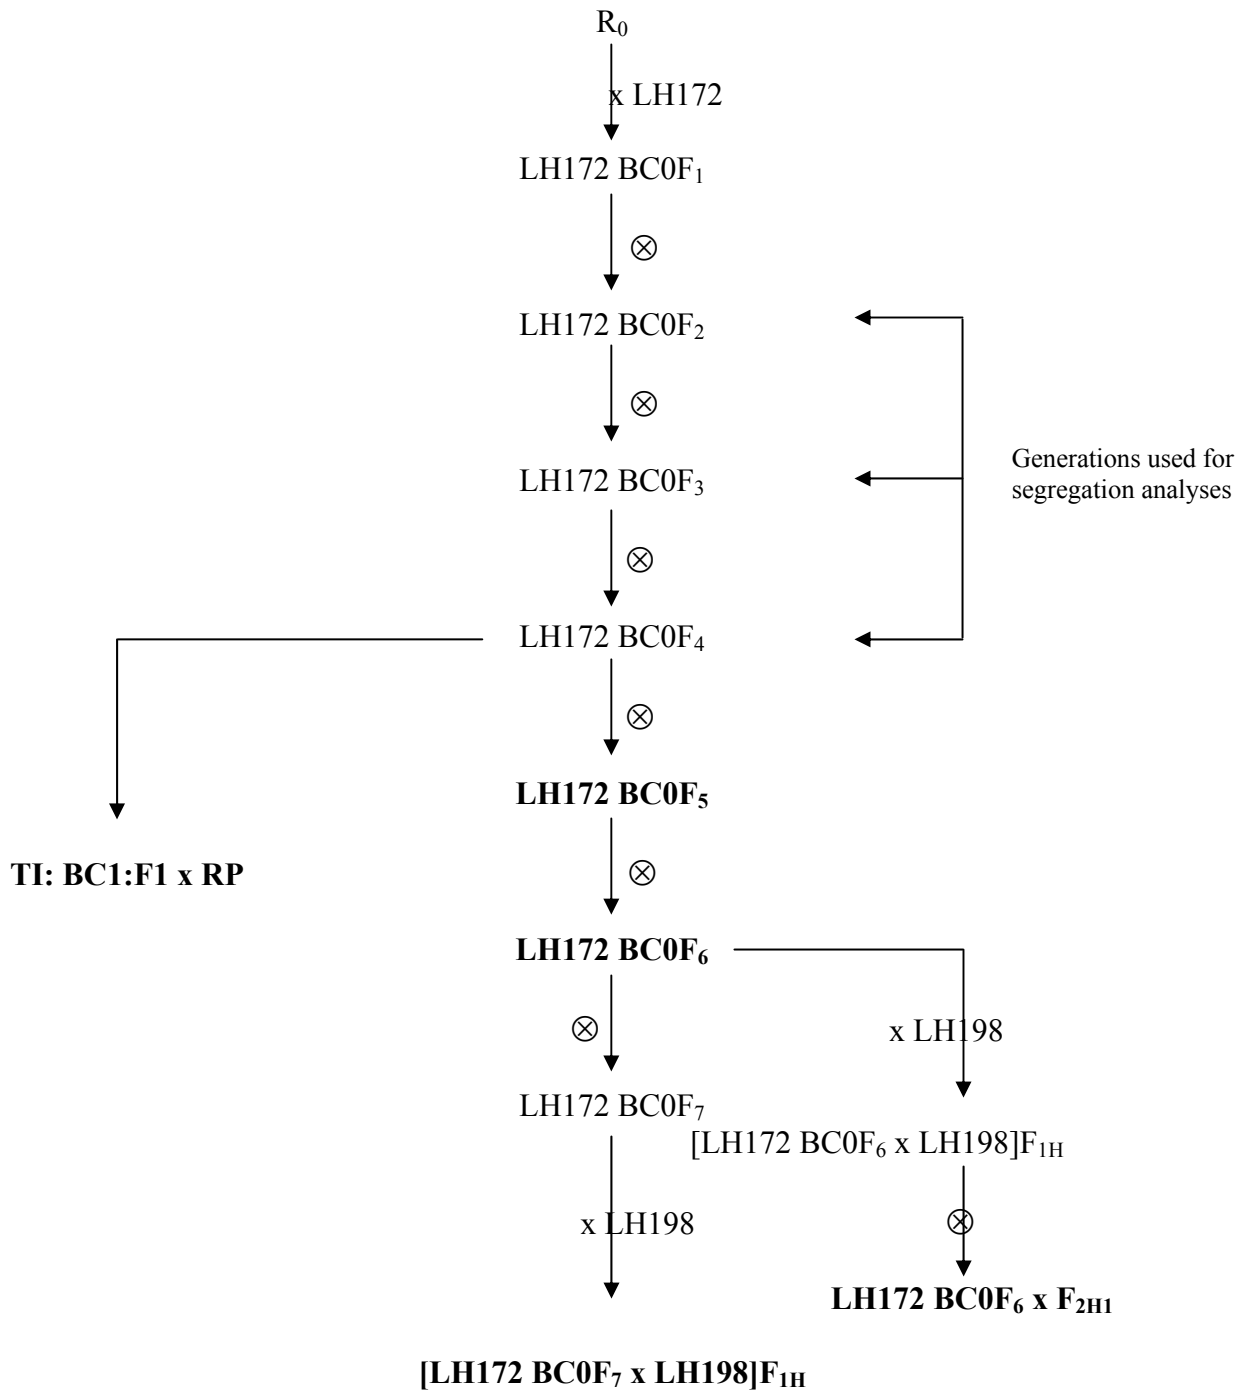 R₀
x LH172
LH172 BC0F₁
⊗
LH172 BC0F₂
⊗
LH172 BC0F₃
Generations used for
segregation analyses
⊗
LH172 BC0F₄
⊗
LH172 BC0F₅
TI: BC1:F1 x RP
⊗
LH172 BC0F₆
⊗
x LH198
LH172 BC0F₇
[LH172 BC0F₆ x LH198]F₁H
x LH198
⊗
LH172 BC0F₆ x F₂H₁
[LH172 BC0F₇ x LH198]F₁H